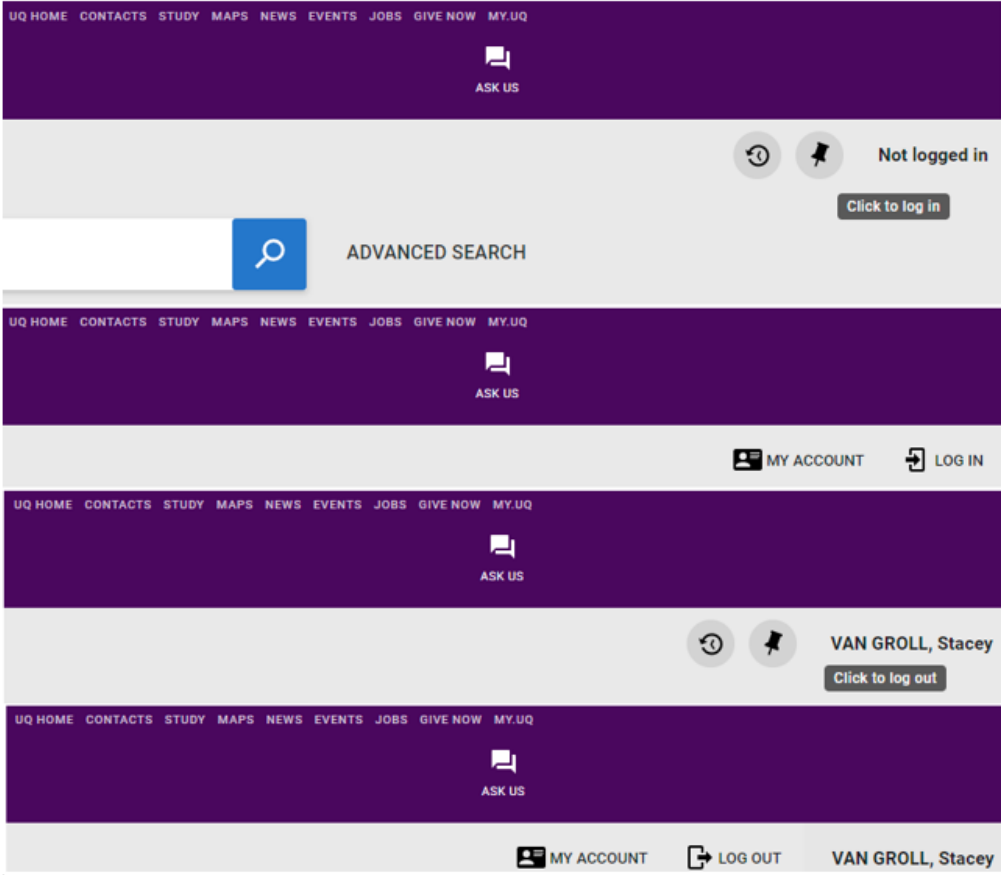 UQ HOME CONTACTS STUDY MAPS NEWS EVENTS JOBS GIVE NOW MY.UQ
ASK US
Not logged in
Click to log in
ADVANCED SEARCH
UQ HOME CONTACTS STUDY MAPS NEWS EVENTS JOBS GIVE NOW MY.UQ
ASK US
MY ACCOUNT LOG IN
UQ HOME CONTACTS STUDY MAPS NEWS EVENTS JOBS GIVE NOW MY.UQ
ASK US
VAN GROLL, Stacey
Click to log out
UQ HOME CONTACTS STUDY MAPS NEWS EVENTS JOBS GIVE NOW MY.UQ
ASK US
MY ACCOUNT LOG OUT VAN GROLL, Stacey